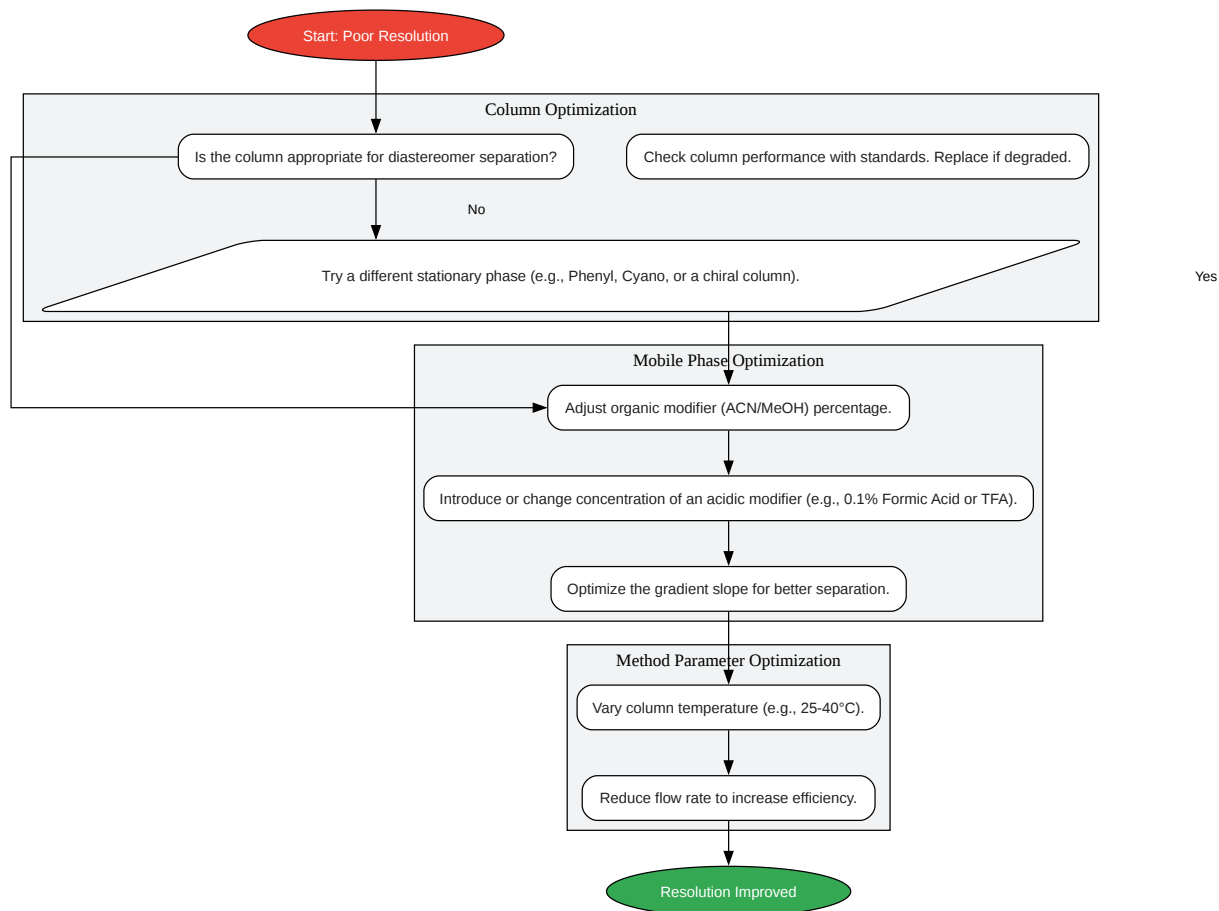 Start: Poor Resolution
Column Optimization
Is the column appropriate for diastereomer separation?
Check column performance with standards. Replace if degraded.
No
Try a different stationary phase (e.g., Phenyl, Cyano, or a chiral column).
Yes
Mobile Phase Optimization
Adjust organic modifier (ACN/MeOH) percentage.
Introduce or change concentration of an acidic modifier (e.g., 0.1% Formic Acid or TFA).
Optimize the gradient slope for better separation.
Method Parameter Optimization
Vary column temperature (e.g., 25-40°C).
Reduce flow rate to increase efficiency.
Resolution Improved